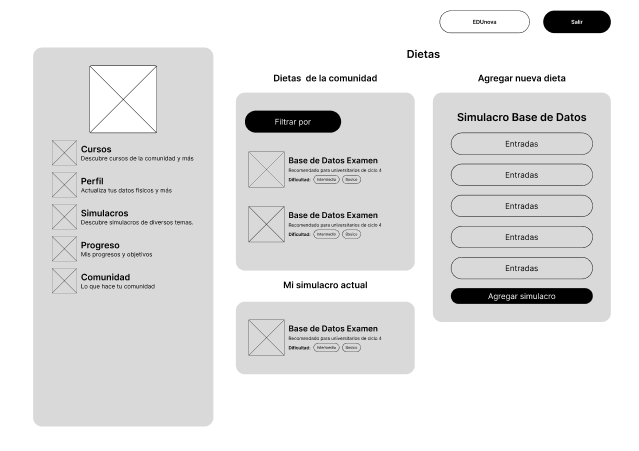 EDUnova
Salir
Dietas
Cursos
Descubre cursos de la comunidad y más
Perfil
Actualiza tus datos físicos y más
Simulacros
Descubre simulacros de diversos temas.
Progreso
Mis progresos y objetivos
Comunidad
Lo que hace tu comunidad
Dietas de la comunidad
Filtrar por
Base de Datos Examen
Recomendado para universitarios de ciclo 4
Dificultad: Intermedio Básico
Base de Datos Examen
Recomendado para universitarios de ciclo 4
Dificultad: Intermedio Básico
Mi simulacro actual
Base de Datos Examen
Recomendado para universitarios de ciclo 4
Dificultad: Intermedio Básico
Agregar nueva dieta
Simulacro Base de Datos
Entradas
Entradas
Entradas
Entradas
Entradas
Agregar simulacro